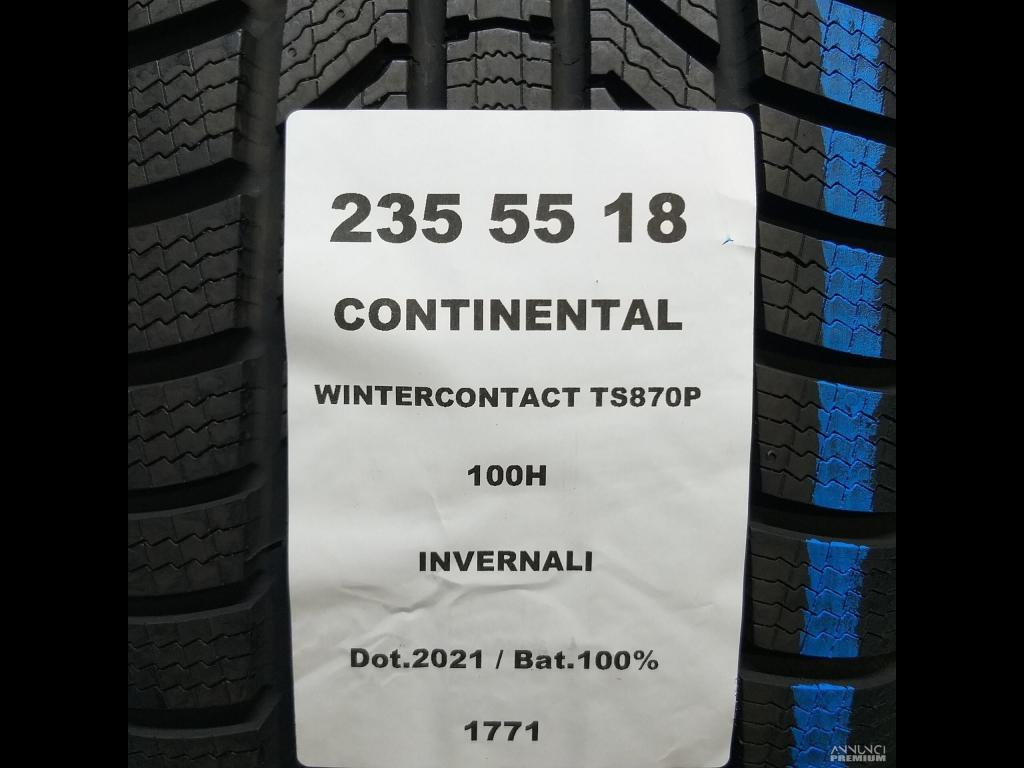 235 55 18
CONTINENTAL
WINTERCONTACT TS870P
100H
INVERNALI
Dot.2021 / Bat.100%
1771
ANNUNCI
PREMIUM